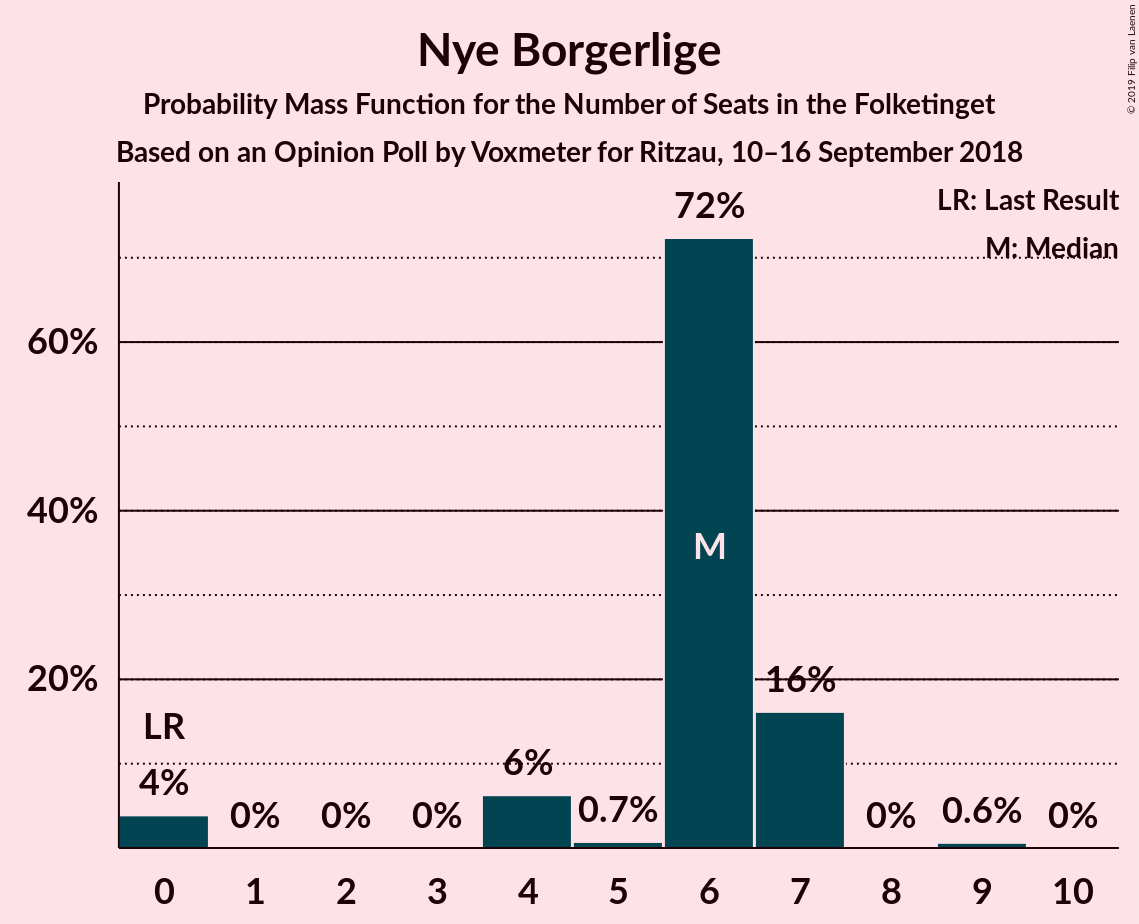 © 2019 Filip van Laenen
Nye Borgerlige
Probability Mass Function for the Number of Seats in the Folketinget
Based on an Opinion Poll by Voxmeter for Ritzau, 10–16 September 2018
LR: Last Result
M: Median
72%
60%
40%
M
20%
16%
LR
6%
4%
0%
0%
0%
0.7%
0%
0.6%
0%
0 1 2 3 4 5 6 7 8 9 10